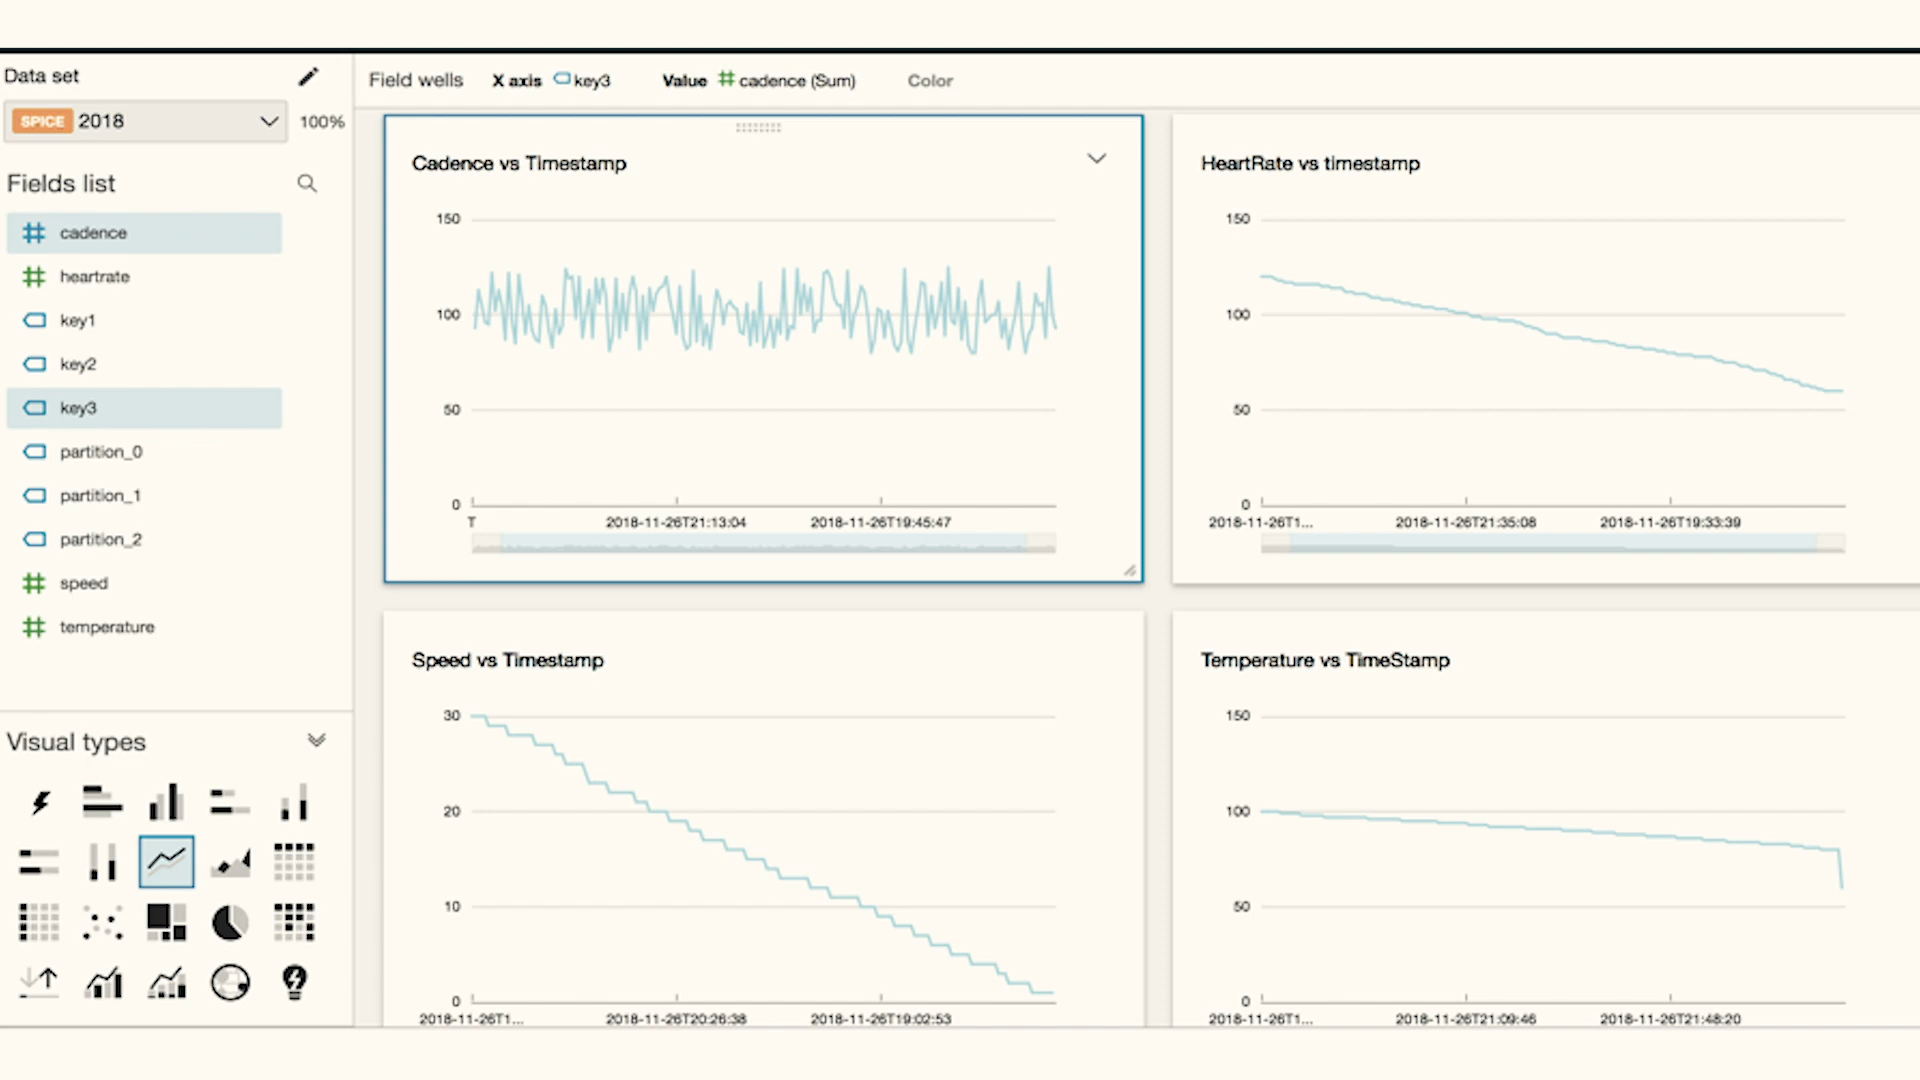 Data set
SPICE 2018
100%
Fields list
cadence
heartrate
key1
key2
key3
partition_0
partition_1
partition_2
speed
temperature
Visual types
Field wells X axis key3 Value cadence (Sum) Color
Cadence vs Timestamp
150
100
50
0
T 2018-11-26T21:13:04 2018-11-26T19:45:47
HeartRate vs timestamp
150
100
50
0
2018-11-26T1... 2018-11-26T21:35:08 2018-11-26T19:33:39
Speed vs Timestamp
30
20
10
0
2018-11-26T1... 2018-11-26T20:26:38 2018-11-26T19:02:53
Temperature vs TimeStamp
150
100
50
0
2018-11-26T1... 2018-11-26T21:09:46 2018-11-26T21:48:20